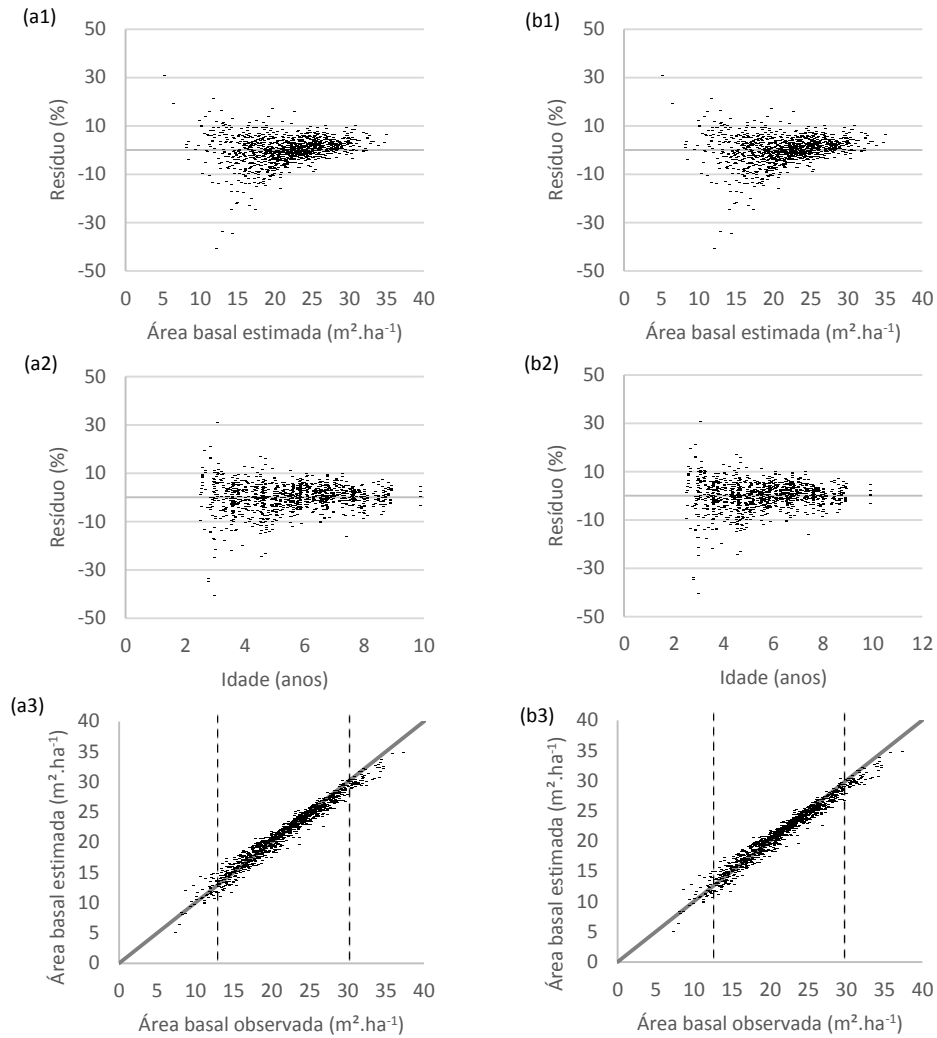 (a1)
50
30
10
-10
-30
-50
Resíduo (%)
0 5 10 15 20 25 30 35 40
Área basal estimada (m².ha⁻¹)
(b1)
50
30
10
-10
-30
-50
Resíduo (%)
0 5 10 15 20 25 30 35 40
Área basal estimada (m².ha⁻¹)
(a2)
50
30
10
-10
-30
-50
Resíduo (%)
0 2 4 6 8 10
Idade (anos)
(b2)
50
30
10
-10
-30
-50
Resíduo (%)
0 2 4 6 8 10 12
Idade (anos)
(a3)
40
35
30
25
20
15
10
5
0
Área basal estimada (m².ha⁻¹)
0 5 10 15 20 25 30 35 40
Área basal observada (m².ha⁻¹)
(b3)
40
35
30
25
20
15
10
5
0
Área basal estimada (m².ha⁻¹)
0 5 10 15 20 25 30 35 40
Área basal observada (m².ha⁻¹)